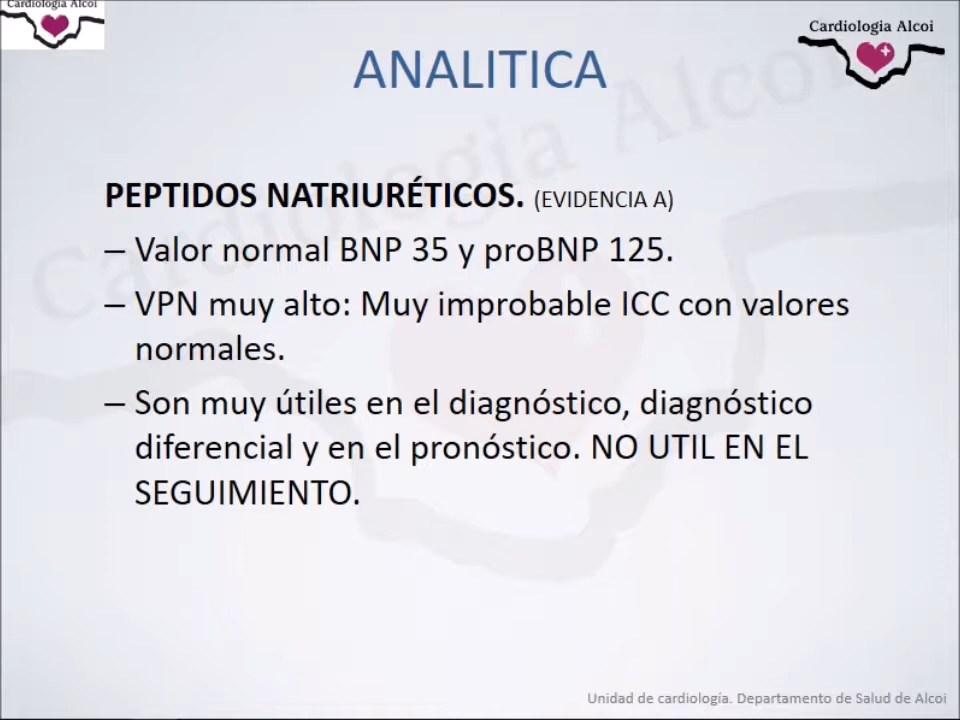 Cardiologia Alcoi
Cardiologia Alcoi
ANALITICA
Cardiologia Alcoi
PEPTIDOS NATRIURÉTICOS. (EVIDENCIA A)
– Valor normal BNP 35 y proBNP 125.
– VPN muy alto: Muy improbable ICC con valores
normales.
– Son muy útiles en el diagnóstico, diagnóstico
diferencial y en el pronóstico. NO UTIL EN EL
SEGUIMIENTO.
Unidad de cardiología. Departamento de Salud de Alcoi